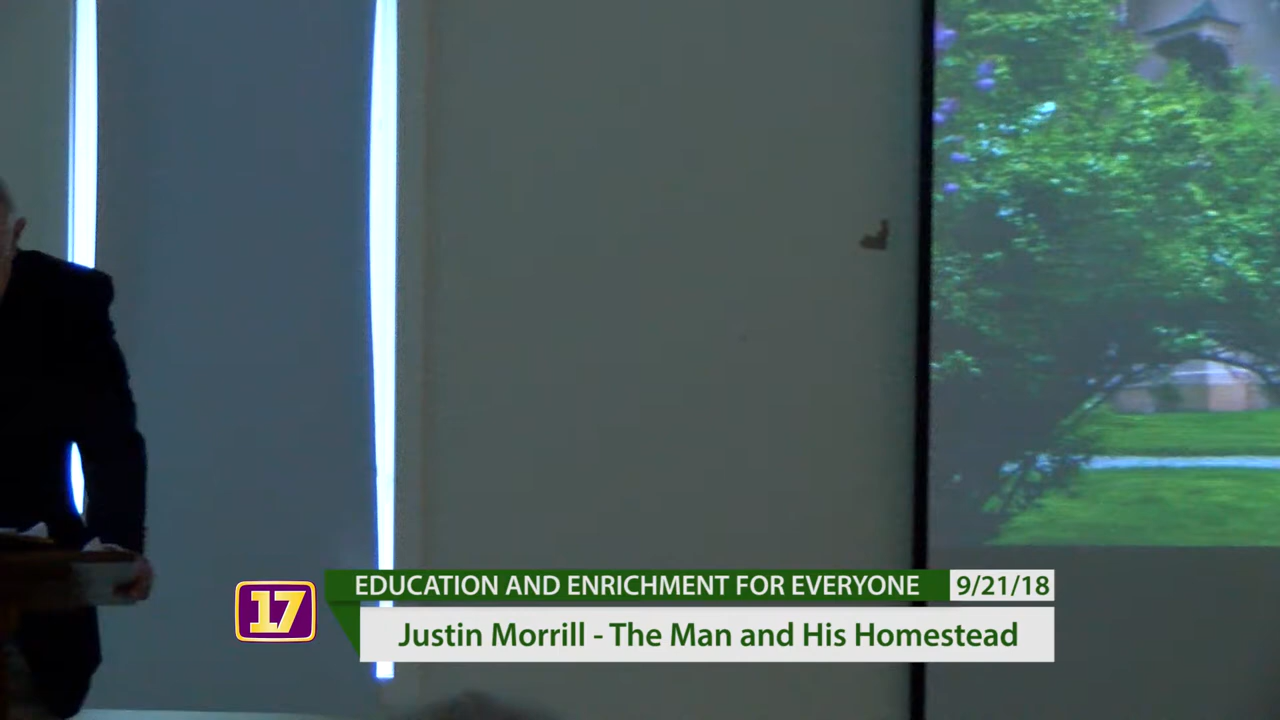 EDUCATION AND ENRICHMENT FOR EVERYONE 9/21/18
17
Justin Morrill - The Man and His Homestead